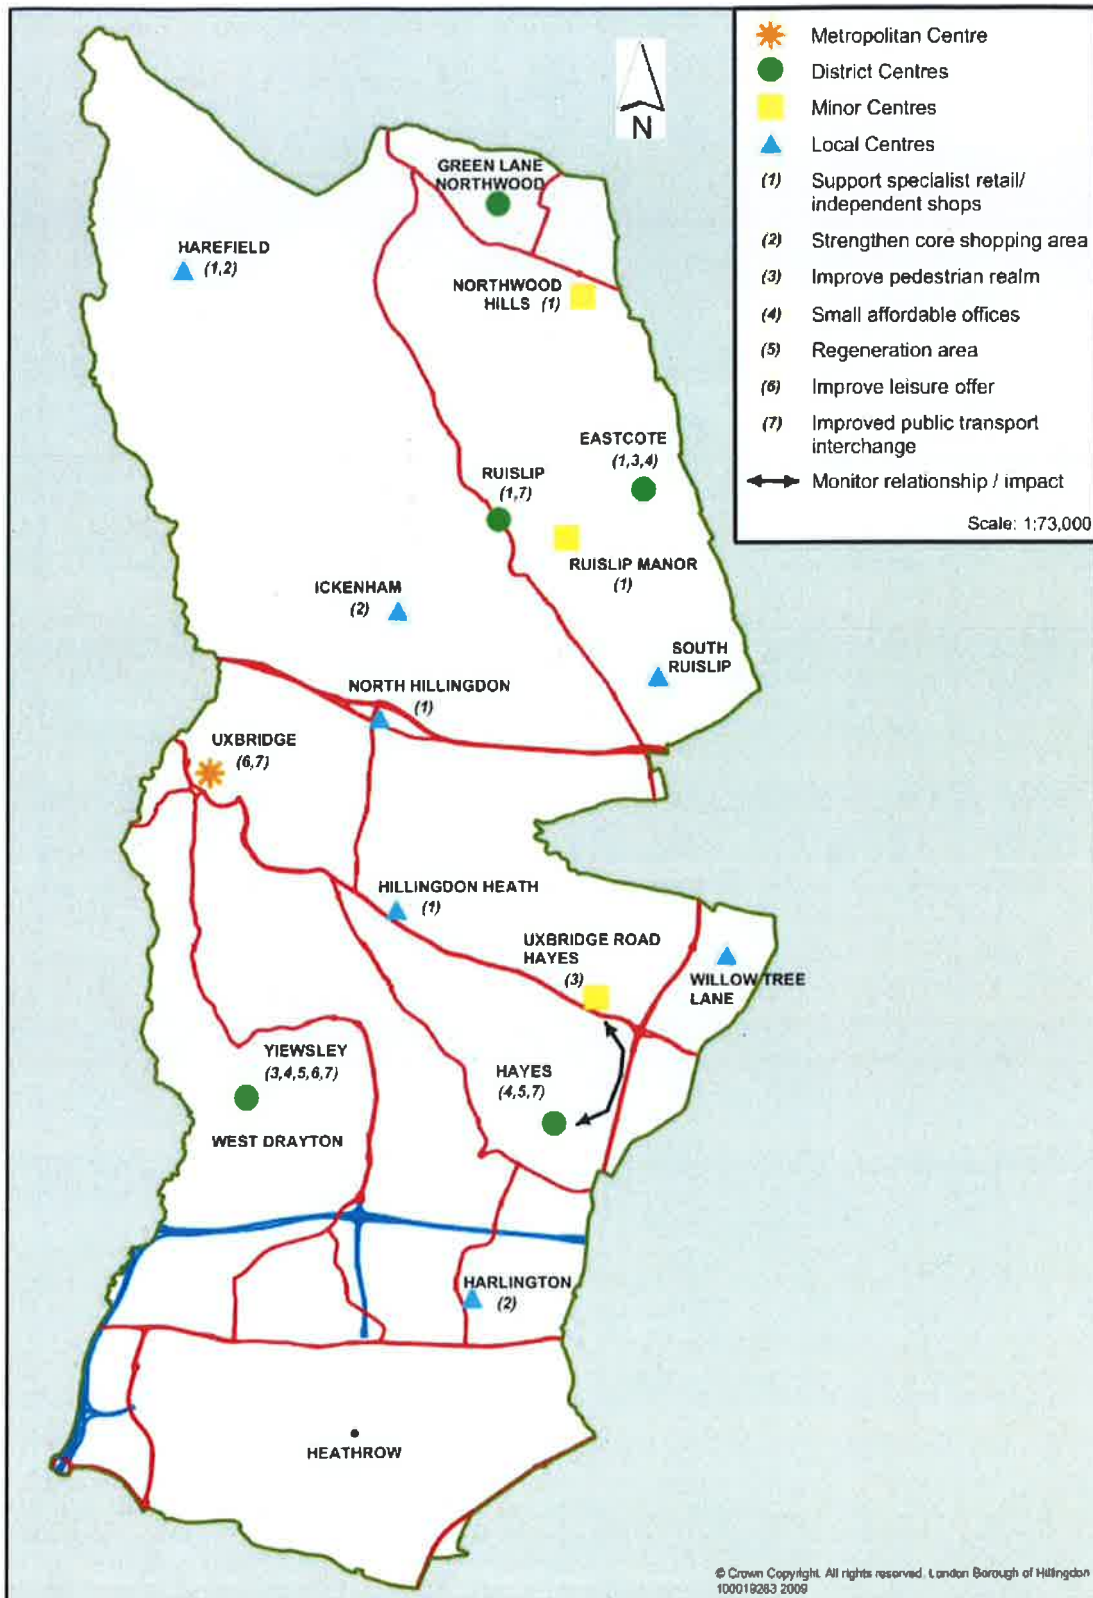 Metropolitan Centre
District Centres
Minor Centres
Local Centres
(1) Support specialist retail/
independent shops
(2) Strengthen core shopping area
(3) Improve pedestrian realm
(4) Small affordable offices
(5) Regeneration area
(6) Improve leisure offer
(7) Improved public transport
interchange
Monitor relationship / impact
Scale: 1:73,000
N
GREEN LANE
NORTHWOOD
HAREFIELD
(1,2)
NORTHWOOD
HILLS (1)
EASTCOTE
(1,3,4)
RUISLIP
(1,7)
RUISLIP MANOR
(1)
ICKENHAM
(2)
SOUTH
RUISLIP
NORTH HILLINGDON
(1)
UXBRIDGE
(6,7)
HILLINGDON HEATH
(1)
UXBRIDGE ROAD
HAYES
(3)
WILLOW TREE
LANE
YIEWSLEY
(3,4,5,6,7)
HAYES
(4,5,7)
WEST DRAYTON
HARLINGTON
(2)
HEATHROW
© Crown Copyright. All rights reserved. London Borough of Hillingdon
100019283 2009